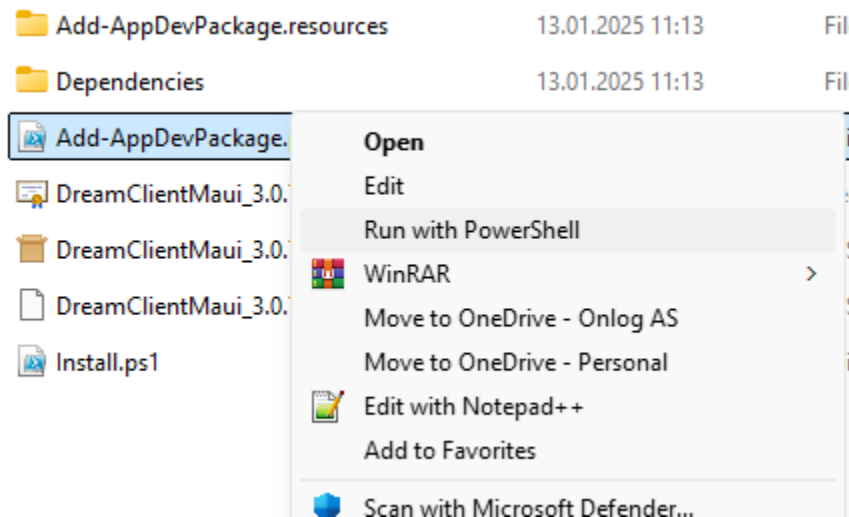 Add-AppDevPackage.resources 13.01.2025 11:13 Fil
Dependencies 13.01.2025 11:13 Fil
Add-AppDevPackage.
DreamClientMaui_3.0.
DreamClientMaui_3.0.
DreamClientMaui_3.0.
Install.ps1
Open
Edit
Run with PowerShell
WinRAR
Move to OneDrive - Onlog AS
Move to OneDrive - Personal
Edit with Notepad++
Add to Favorites
Scan with Microsoft Defender...